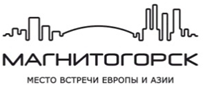 МАГНИТОГОРСК
МЕСТО ВСТРЕЧИ ЕВРОПЫ И АЗИИ